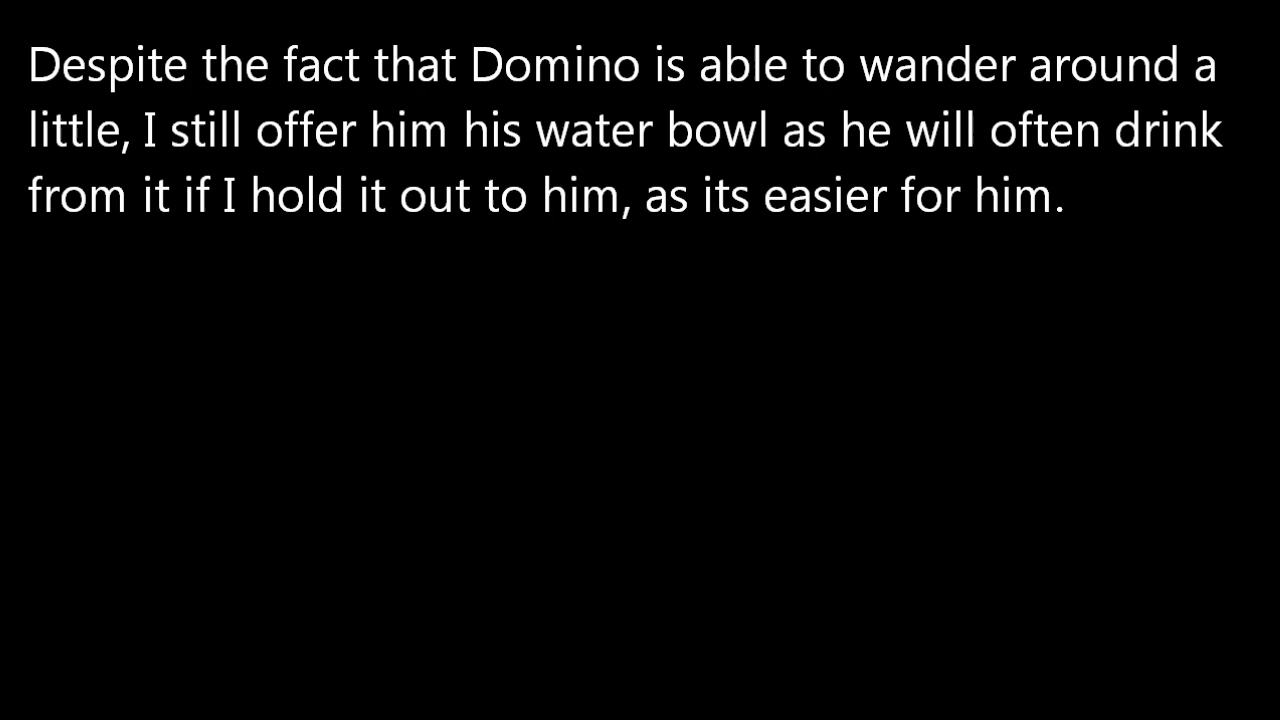 Despite the fact that Domino is able to wander around a
little, I still offer him his water bowl as he will often drink
from it if I hold it out to him, as its easier for him.